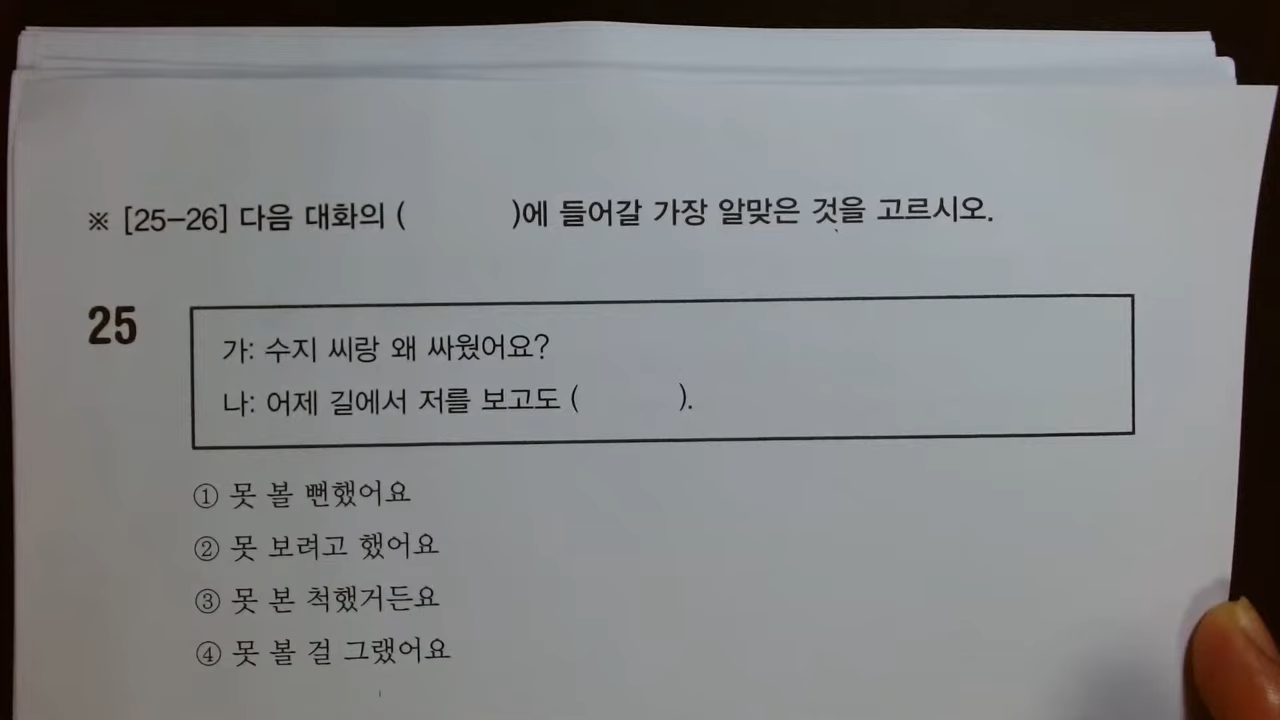 ※ [25-26] 다음 대화의 (          )에 들어갈 가장 알맞은 것을 고르시오.
25
가: 수지 씨랑 왜 싸웠어요?
나: 어제 길에서 저를 보고도 (          ).
① 못 볼 뻔했어요
② 못 보려고 했어요
③ 못 본 척했거든요
④ 못 볼 걸 그랬어요